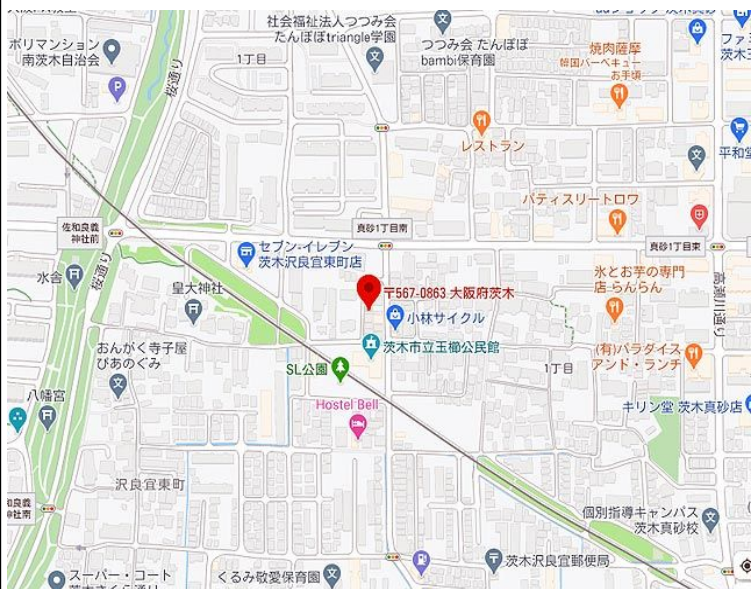 社会福祉法人つつみ会
たんぽぽtriangle学園
つつみ会 たんぽぽ
bambi保育園
ポリマンション
南茨木自治会
1丁目
桜通り
焼肉薩摩
韓国バーベキュー
お手頃
レストラン
平和堂
パティスリートロワ
佐和良義
神社前
真砂1丁目南
真砂1丁目東
セブン-イレブン
茨木沢良宜東町店
水舎
桜通り
皇大神社
〒567-0863 大阪府茨木
氷とお芋の専門
店 らんらん
高瀬川通り
小林サイクル
茨木市立玉櫛公民館
(有)パラダイス
アンド・ランチ
おんがく寺子屋
ぴあのぐみ
SL公園
1丁目
八幡宮
Hostel Bell
キリン堂 茨木真砂店
沢良宜東町
個別指導キャンパス
茨木真砂校
茨木沢良宜郵便局
くるみ敬愛保育園
スーパー・コート